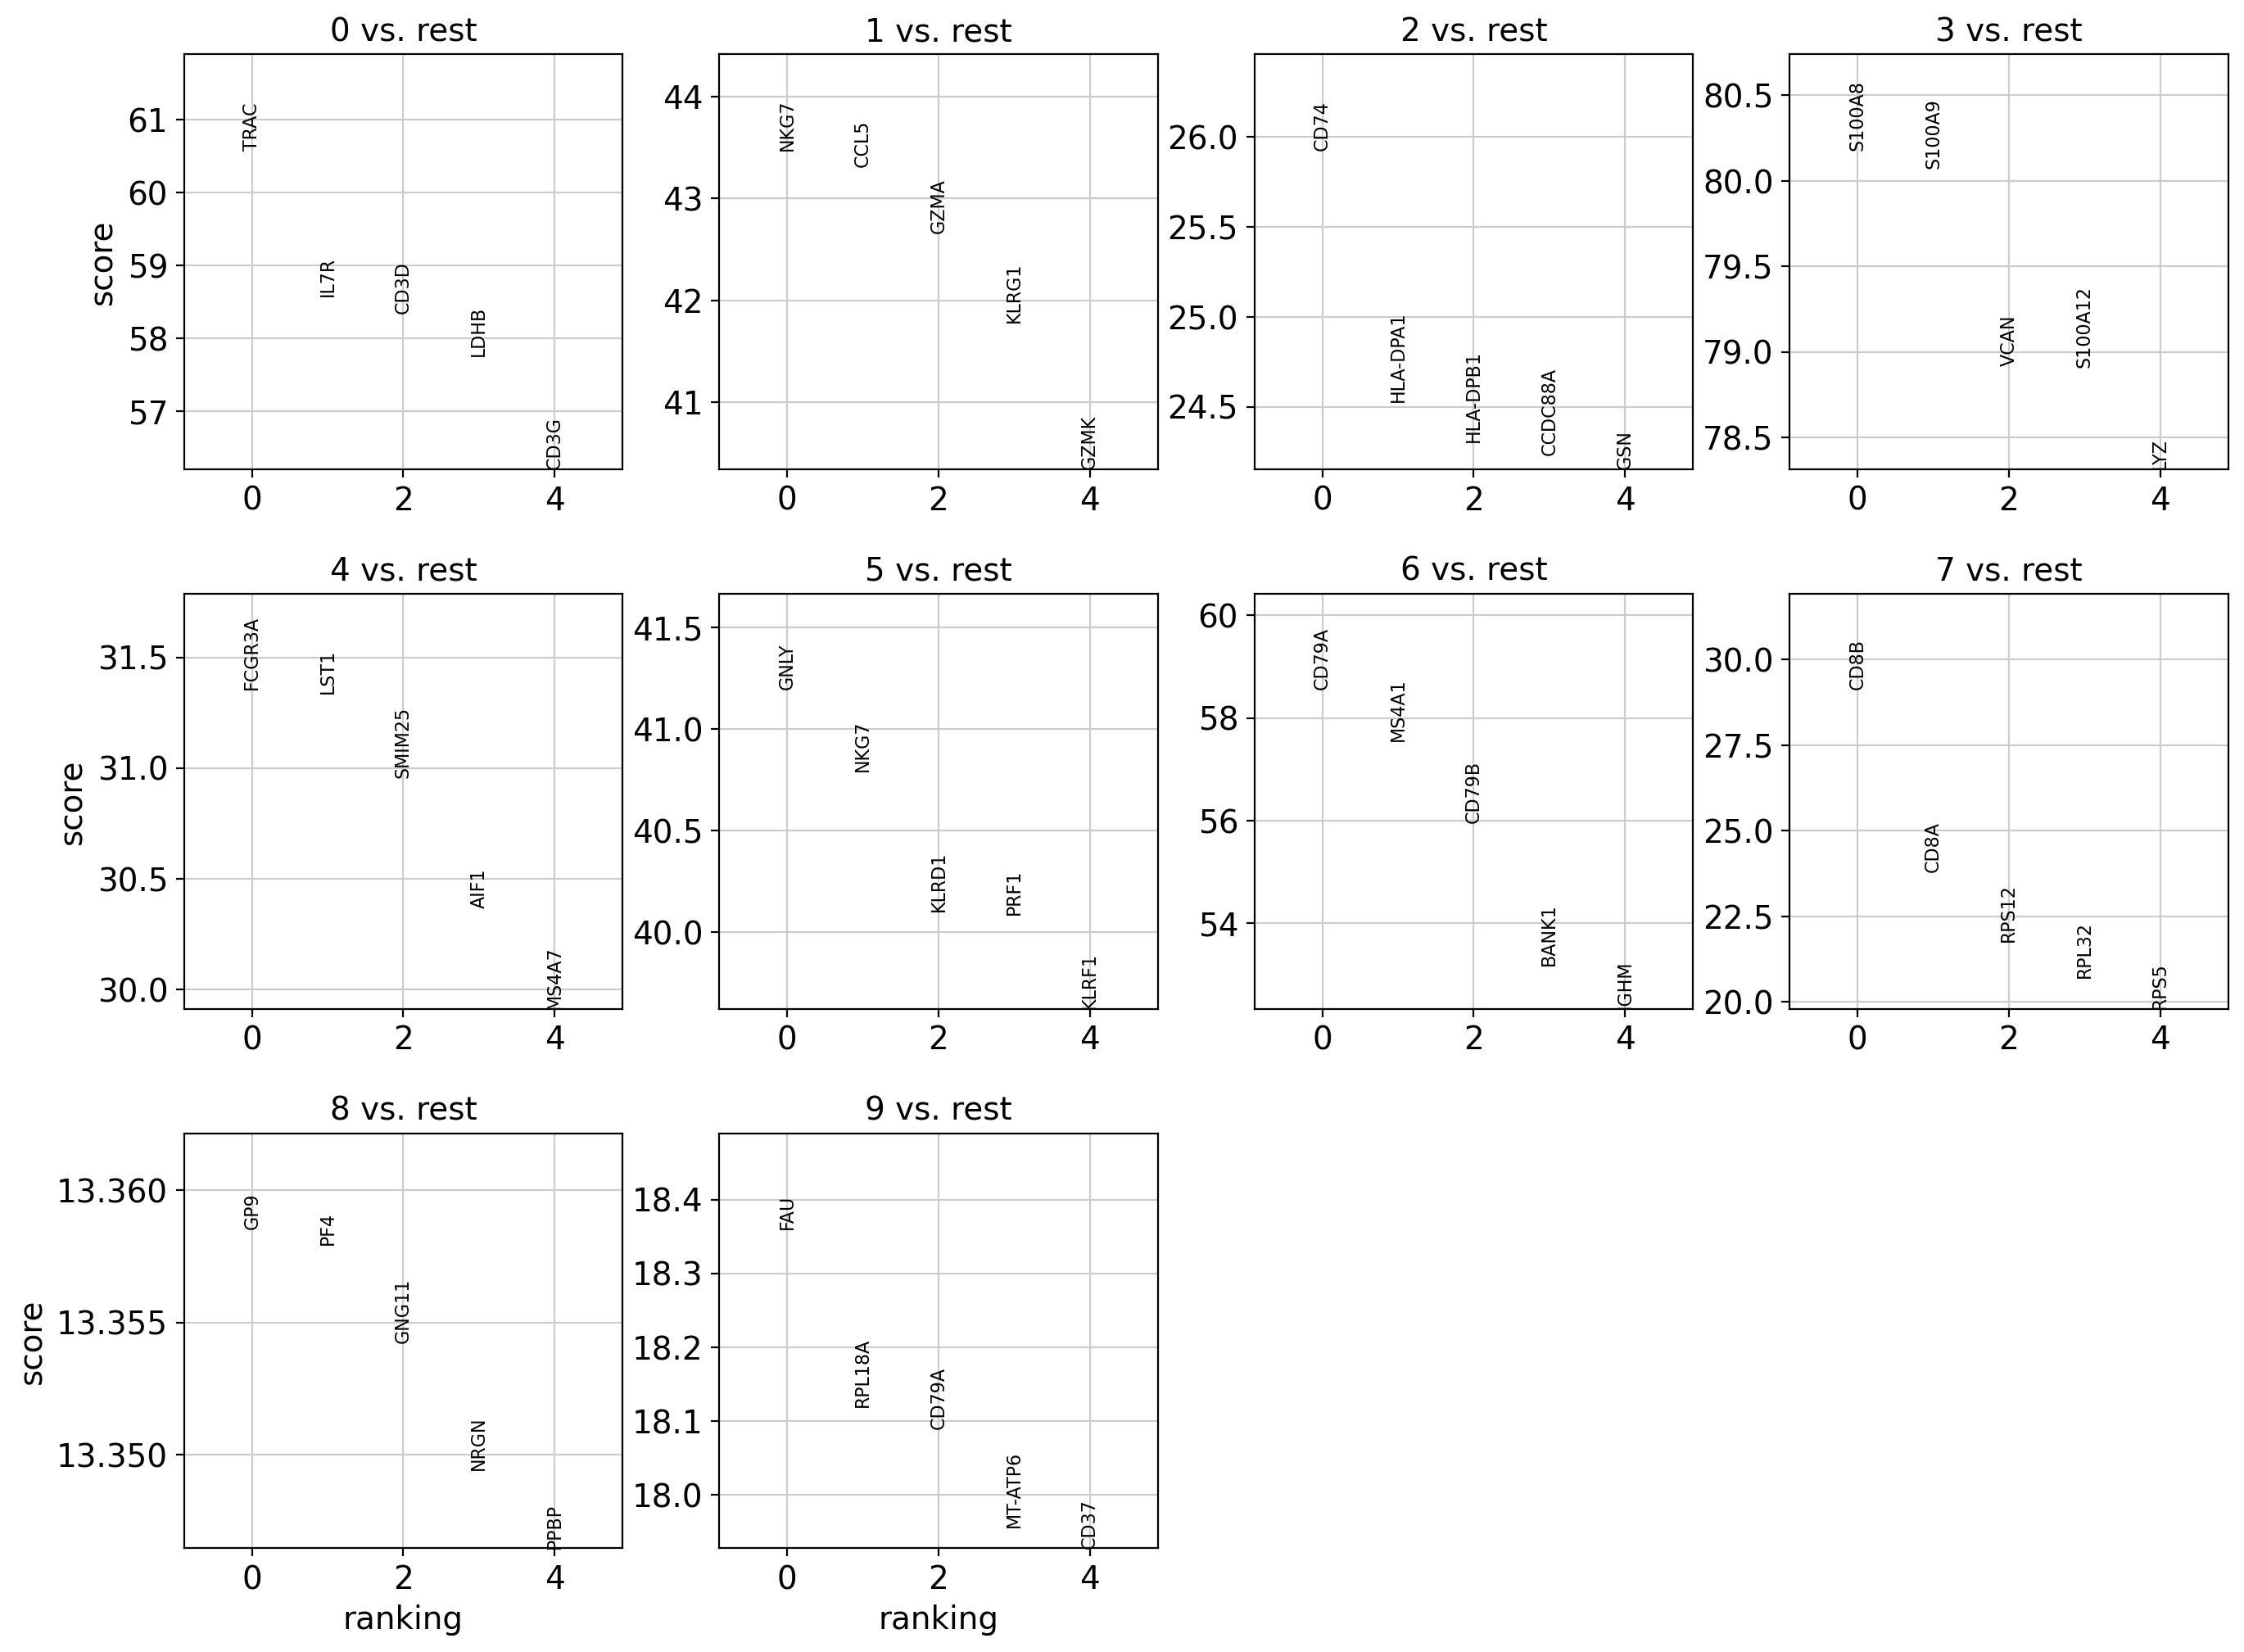 0 vs. rest
1 vs. rest
2 vs. rest
3 vs. rest
score
61
60
59
58
57
TRAC
IL7R
CD3D
LDHB
CD3G
0 2 4
44
43
42
41
NKG7
CCL5
GZMA
KLRG1
GZMK
0 2 4
26.0
25.5
25.0
24.5
CD74
HLA-DPA1
HLA-DPB1
CCDC88A
GSN
0 2 4
80.5
80.0
79.5
79.0
78.5
S100A8
S100A9
VCAN
S100A12
LYZ
0 2 4
4 vs. rest
5 vs. rest
6 vs. rest
7 vs. rest
score
31.5
31.0
30.5
30.0
FCGR3A
LST1
SMIM25
AIF1
MS4A7
0 2 4
41.5
41.0
40.5
40.0
GNLY
NKG7
KLRD1
PRF1
KLRF1
0 2 4
60
58
56
54
CD79A
MS4A1
CD79B
BANK1
IGHM
0 2 4
30.0
27.5
25.0
22.5
20.0
CD8B
CD8A
RPS12
RPL32
RPS5
0 2 4
8 vs. rest
9 vs. rest
score
13.360
13.355
13.350
GP9
PF4
GNG11
NRGN
PPBP
0 2 4
ranking
18.4
18.3
18.2
18.1
18.0
FAU
RPL18A
CD79A
MT-ATP6
CD37
0 2 4
ranking